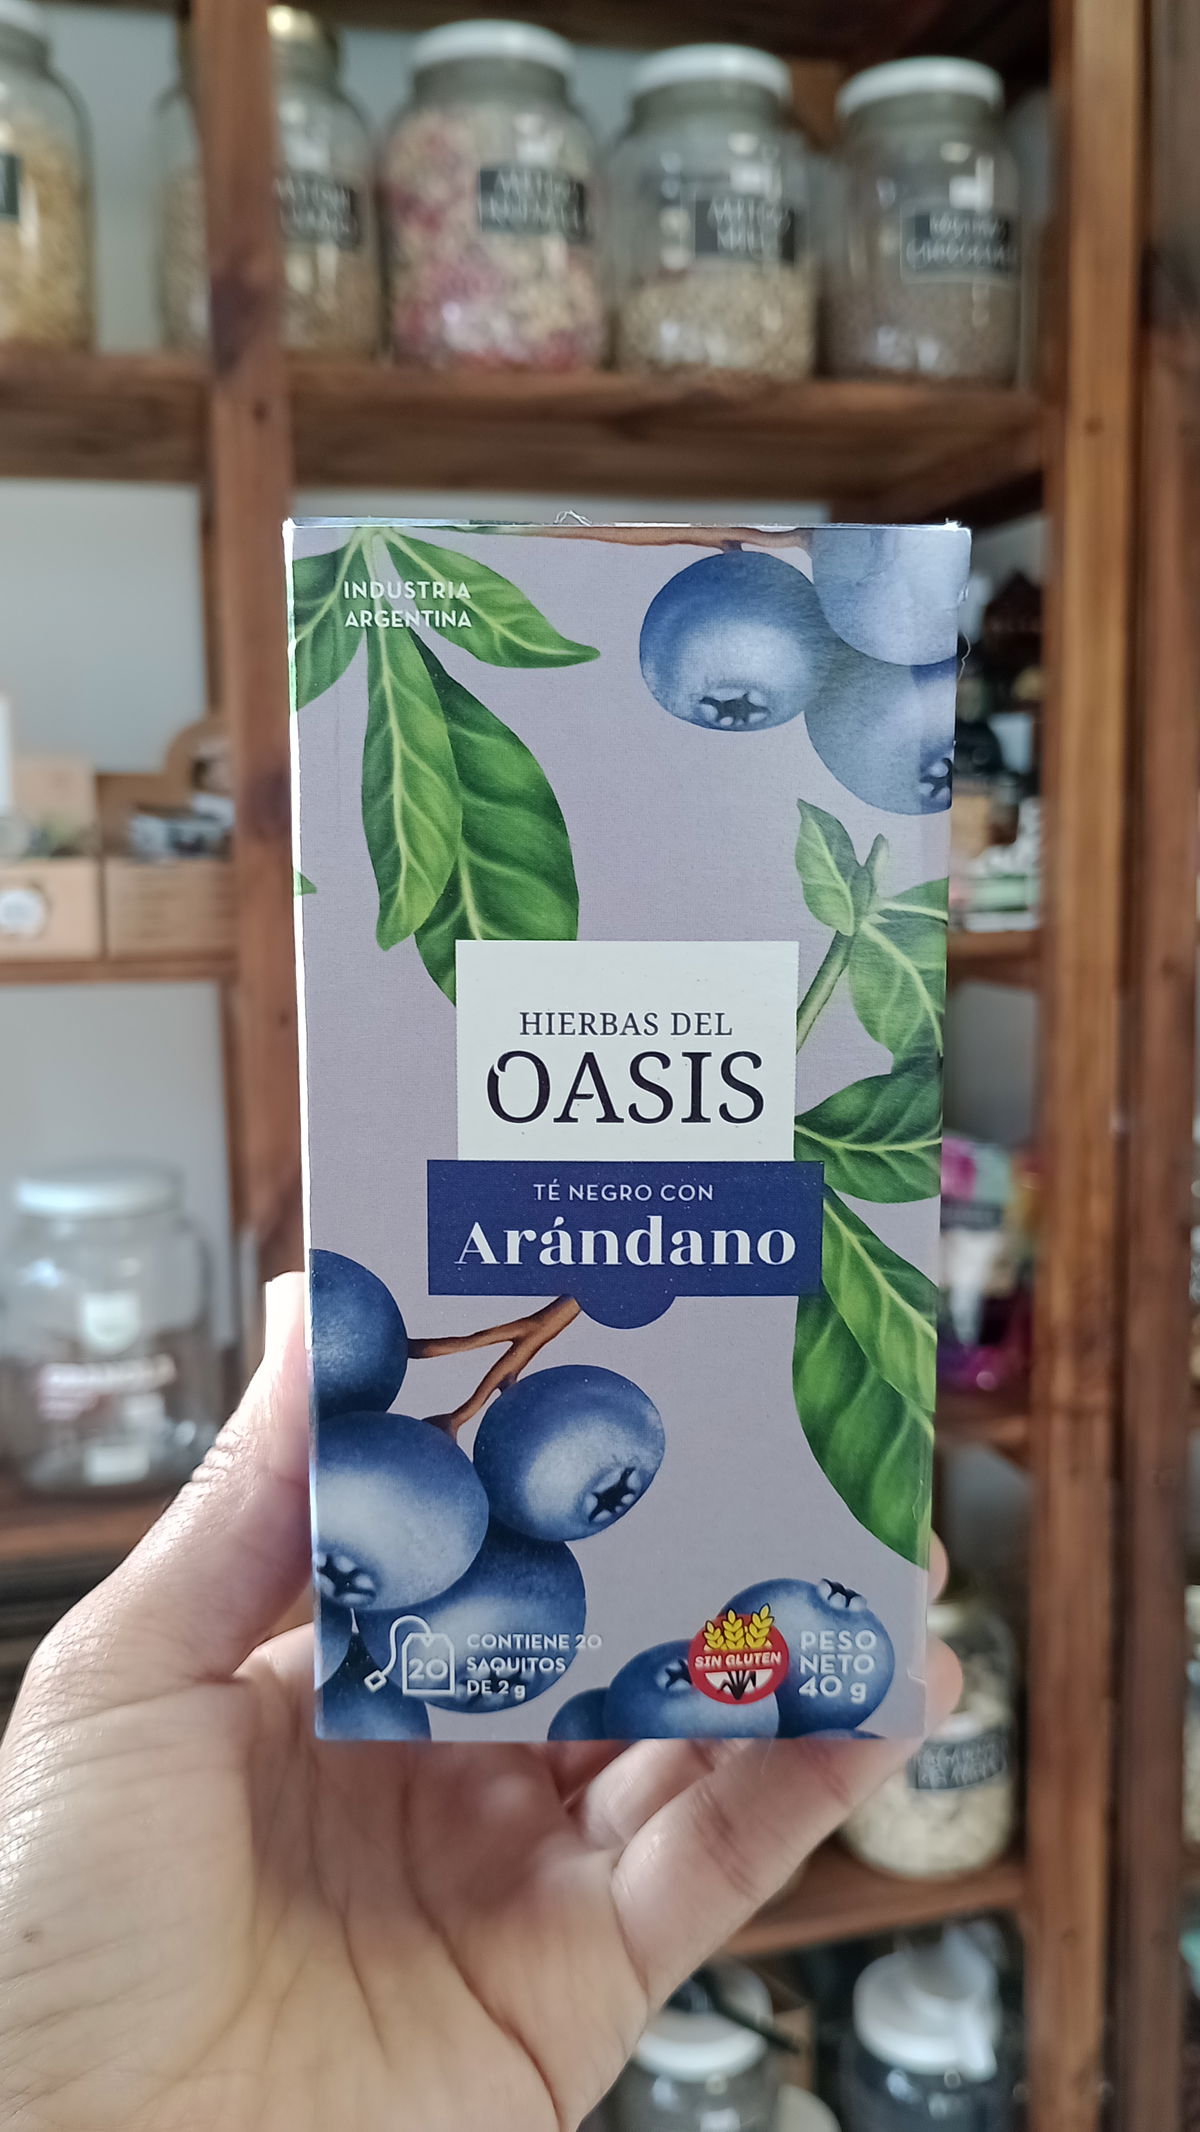 INDUSTRIA
ARGENTINA
HIERBAS DEL
OASIS
TÉ NEGRO CON
Arándano
20
CONTIENE 20
SAQUITOS
DE 2 g
SIN GLUTEN
PESO
NETO
40 g